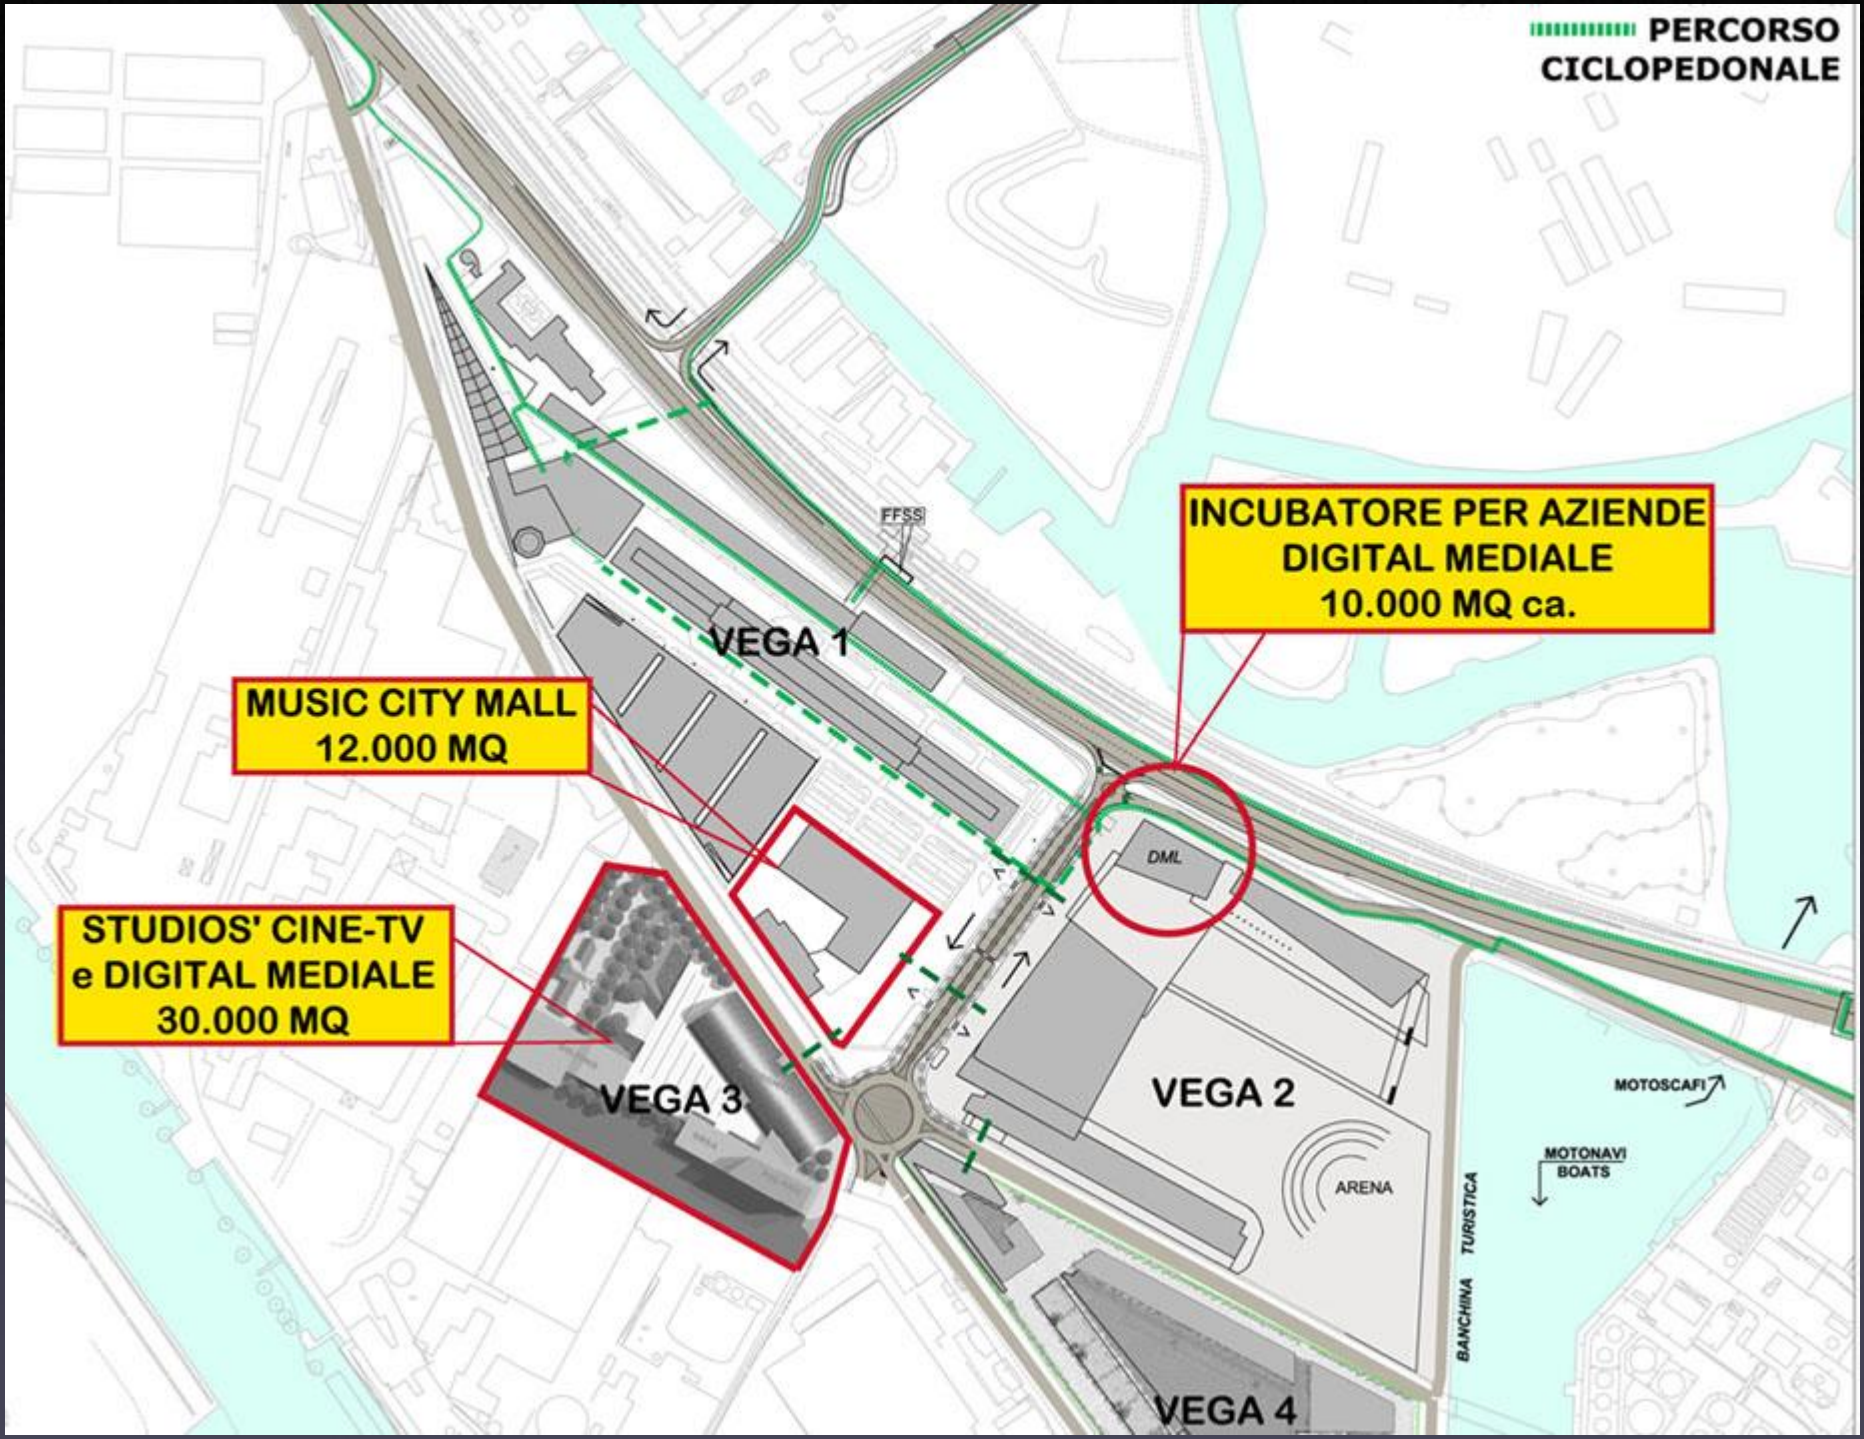 PERCORSO
CICLOPEDONALE
FFSS
INCUBATORE PER AZIENDE
DIGITAL MEDIALE
10.000 MQ ca.
VEGA 1
MUSIC CITY MALL
12.000 MQ
DML
STUDIOS' CINE-TV
e DIGITAL MEDIALE
30.000 MQ
VEGA 3
VEGA 2
MOTOSCAFI
MOTONAVI
BOATS
ARENA
BANCHINA TURISTICA
VEGA 4